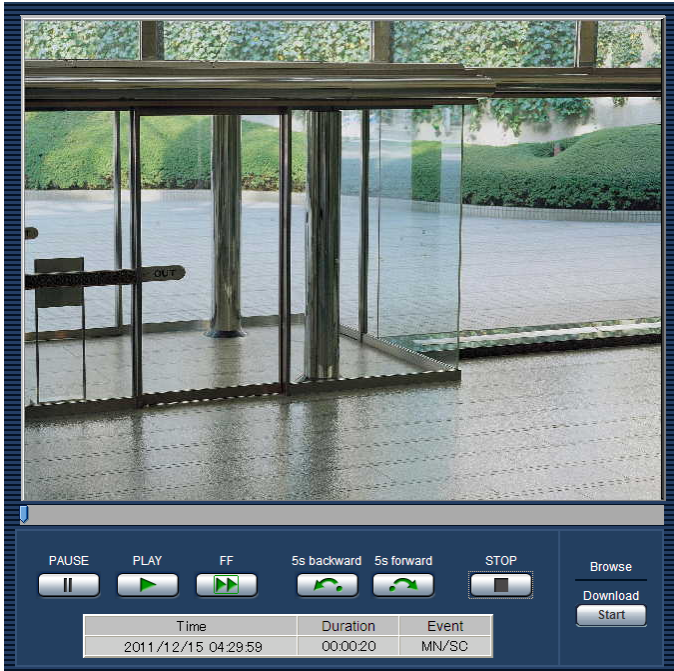 OUT
PAUSE PLAY FF 5s backward 5s forward STOP
Browse
Download
Start
Time Duration Event
2011/12/15 04:29:59 00:00:20 MN/SC